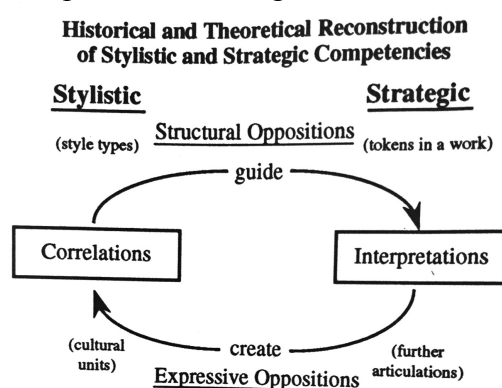 Historical and Theoretical Reconstruction
of Stylistic and Strategic Competencies
Stylistic Strategic
(style types) Structural Oppositions (tokens in a work)
guide
Correlations Interpretations
(cultural
units)
create
(further
articulations)
Expressive Oppositions